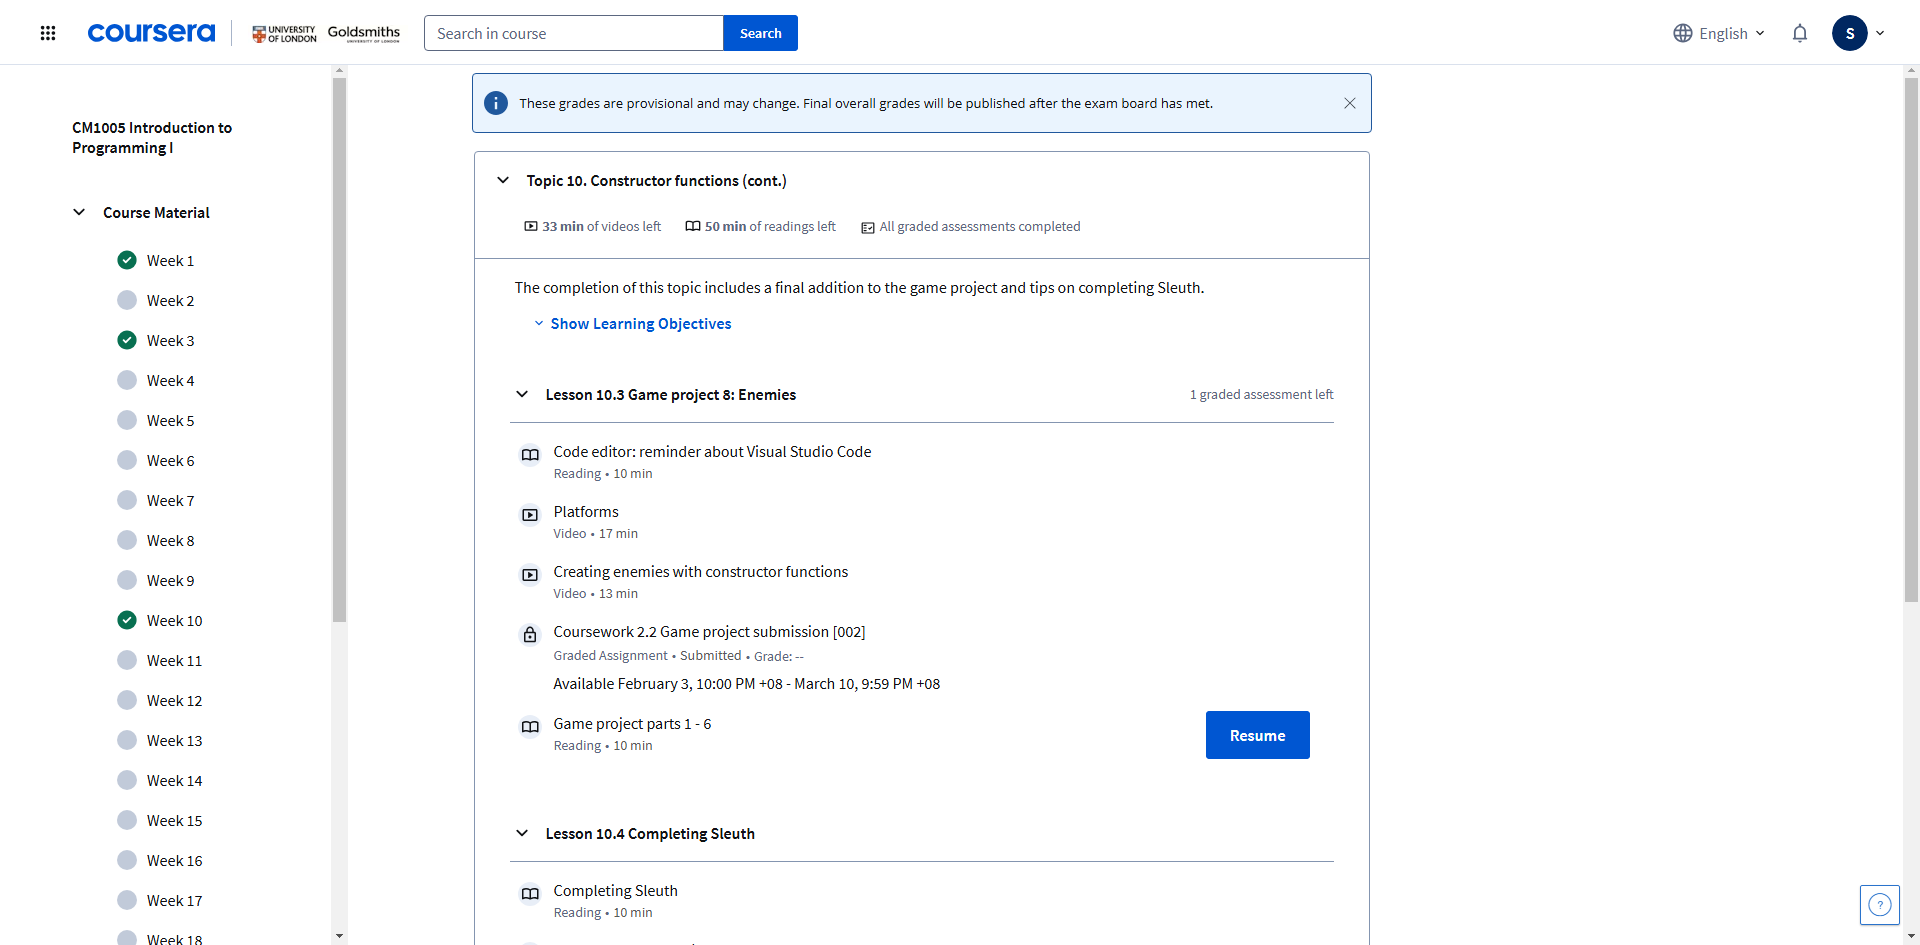 coursera
UNIVERSITY OF LONDON
Goldsmiths
UNIVERSITY OF LONDON
Search in course
Search
English
S
CM1005 Introduction to
Programming I
Course Material
Week 1
Week 2
Week 3
Week 4
Week 5
Week 6
Week 7
Week 8
Week 9
Week 10
Week 11
Week 12
Week 13
Week 14
Week 15
Week 16
Week 17
Week 18
These grades are provisional and may change. Final overall grades will be published after the exam board has met.
Topic 10. Constructor functions (cont.)
33 min of videos left
50 min of readings left
All graded assessments completed
The completion of this topic includes a final addition to the game project and tips on completing Sleuth.
Show Learning Objectives
Lesson 10.3 Game project 8: Enemies
1 graded assessment left
Code editor: reminder about Visual Studio Code
Reading • 10 min
Platforms
Video • 17 min
Creating enemies with constructor functions
Video • 13 min
Coursework 2.2 Game project submission [002]
Graded Assignment • Submitted • Grade: --
Available February 3, 10:00 PM +08 - March 10, 9:59 PM +08
Game project parts 1 - 6
Reading • 10 min
Resume
Lesson 10.4 Completing Sleuth
Completing Sleuth
Reading • 10 min